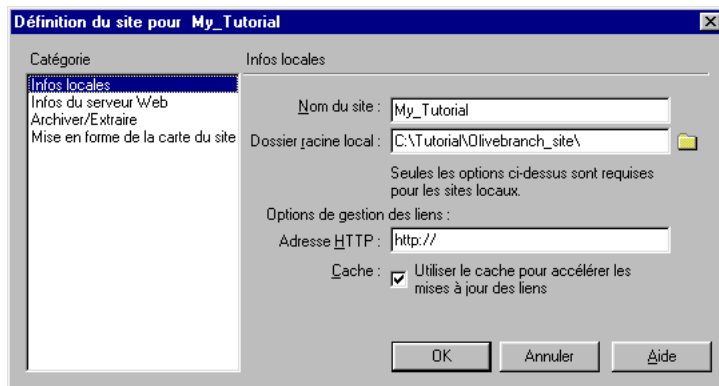 Définition du site pour My_Tutorial
Catégorie
Infos locales
Infos du serveur Web
Archiver/Extraire
Mise en forme de la carte du site
Infos locales
Nom du site : My_Tutorial
Dossier racine local : C:\Tutorial\Olivebranch_site\
Seules les options ci-dessus sont requises
pour les sites locaux.
Options de gestion des liens :
Adresse HTTP : http://
Cache : Utiliser le cache pour accélérer les
mises à jour des liens
OK Annuler Aide